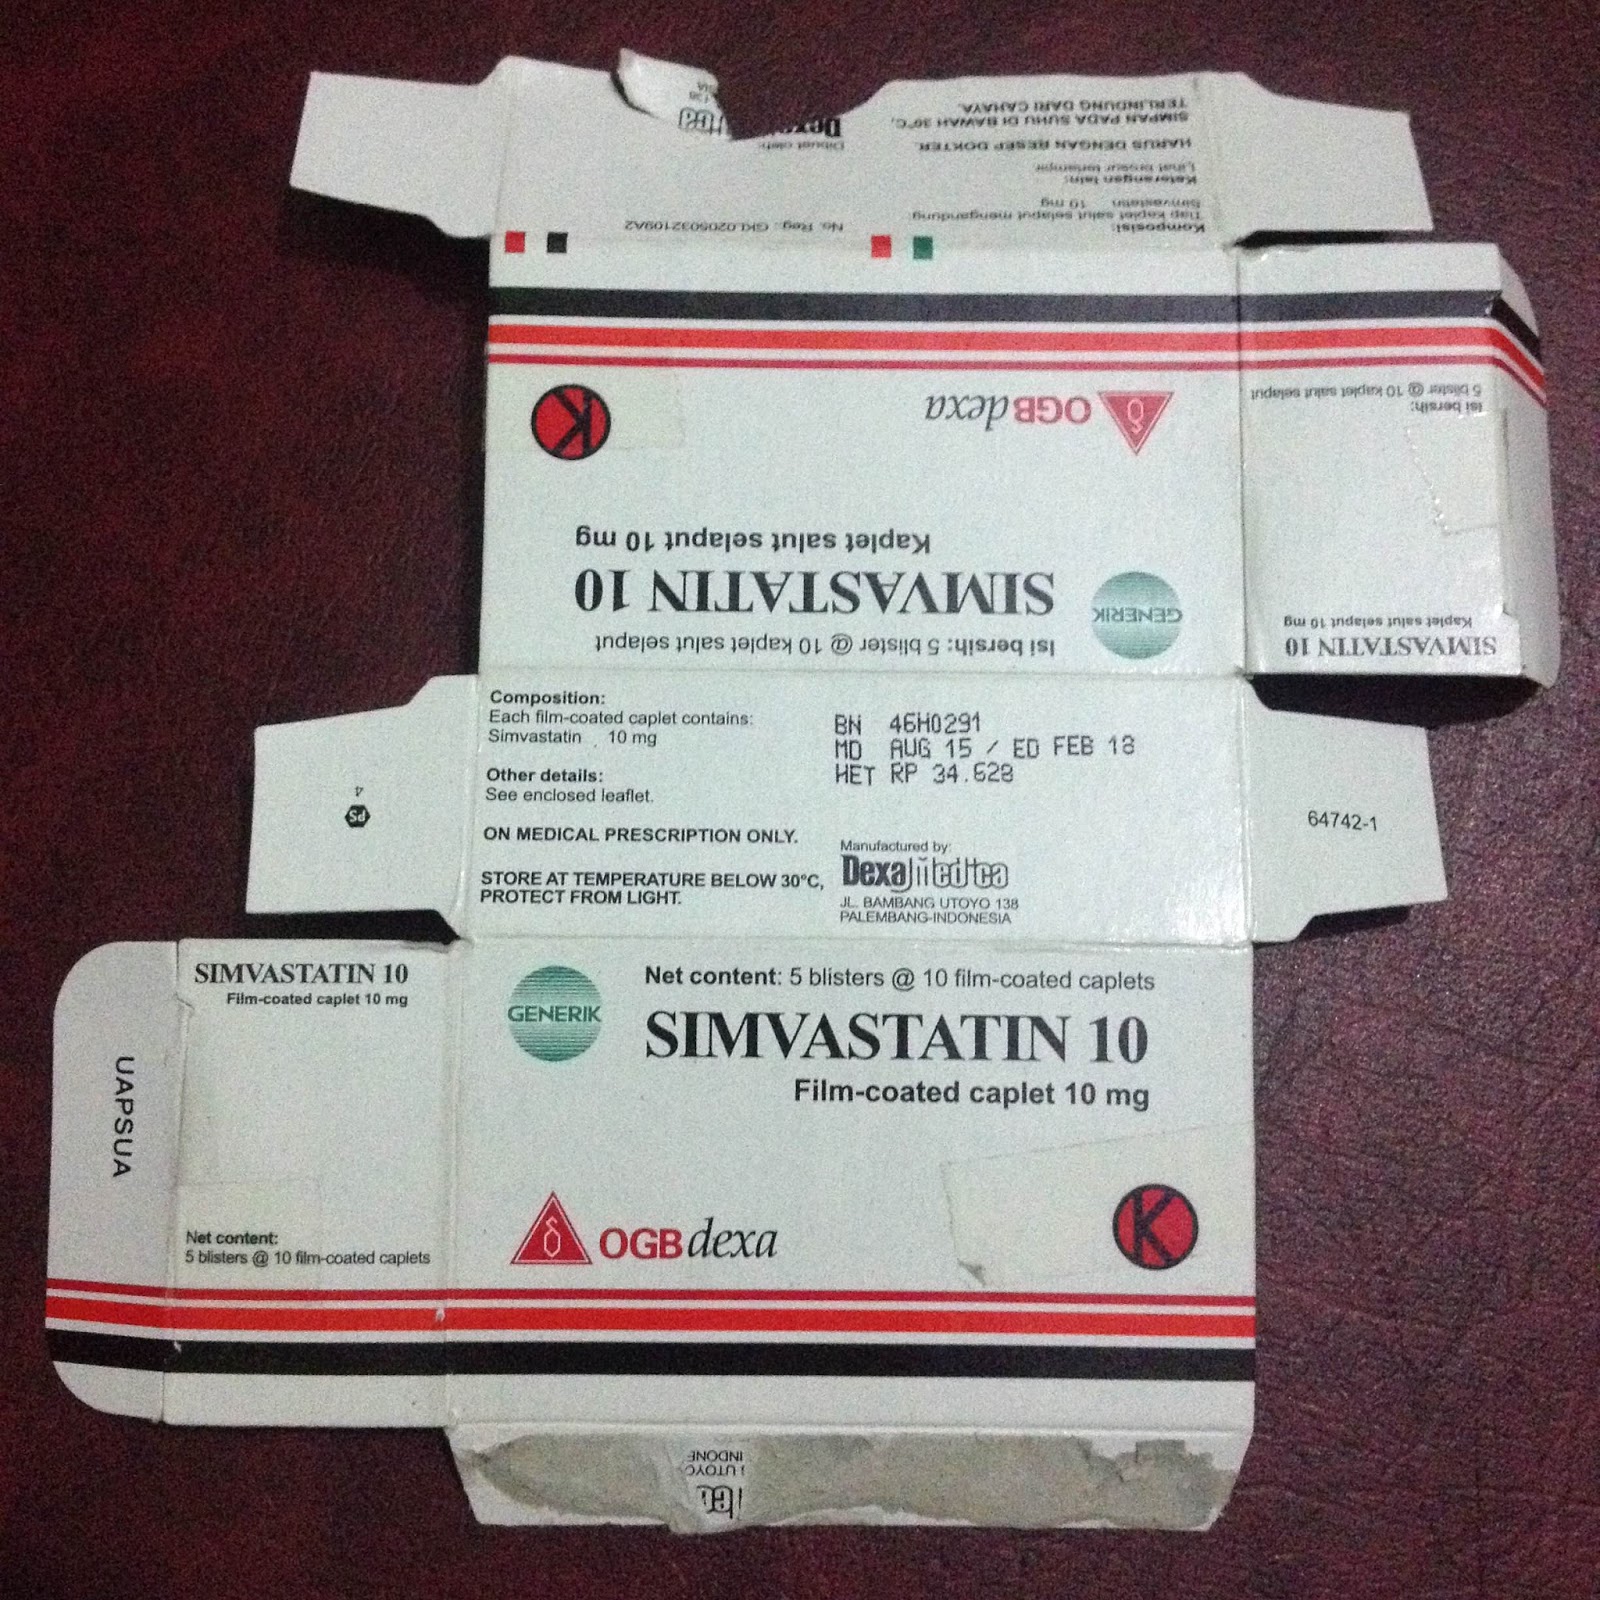 Dibuat oleh:
Dexa
No. Reg.: GKL0205032109A2
Komposisi:
Tiap kaplet salut selaput mengandung:
Simvastatin 10 mg
Keterangan lain:
Lihat brosur terlampir
HARUS DENGAN RESEP DOKTER.
SIMPAN PADA SUHU DI BAWAH 30°C,
TERLINDUNG DARI CAHAYA.
Isi bersih: 5 blister @ 10 kaplet salut selaput
GENERIK
SIMVASTATIN 10
Kaplet salut selaput 10 mg
OGBdexa
K
SIMVASTATIN 10
Kaplet salut selaput 10 mg
Isi bersih:
5 blister @ 10 kaplet salut selaput
Composition:
Each film-coated caplet contains:
Simvastatin 10 mg
Other details:
See enclosed leaflet.
ON MEDICAL PRESCRIPTION ONLY.
STORE AT TEMPERATURE BELOW 30°C,
PROTECT FROM LIGHT.
BN 46H0291
MD AUG 15 / ED FEB 18
HET RP 34.628
Manufactured by:
Dexa Medica
JL. BAMBANG UTOYO 138
PALEMBANG-INDONESIA
4
PS
64742-1
UAPSUA
SIMVASTATIN 10
Film-coated caplet 10 mg
Net content:
5 blisters @ 10 film-coated caplets
GENERIK
Net content: 5 blisters @ 10 film-coated caplets
SIMVASTATIN 10
Film-coated caplet 10 mg
OGBdexa
K
UTOYO
INDONE